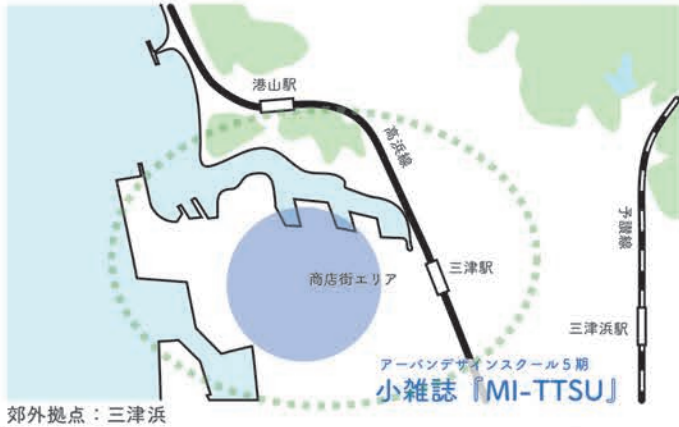 港山駅
高浜線
予讃線
三津駅
商店街エリア
三津浜駅
アーバンデザインスクール5期
小雑誌『MI-TTSU』
郊外拠点：三津浜